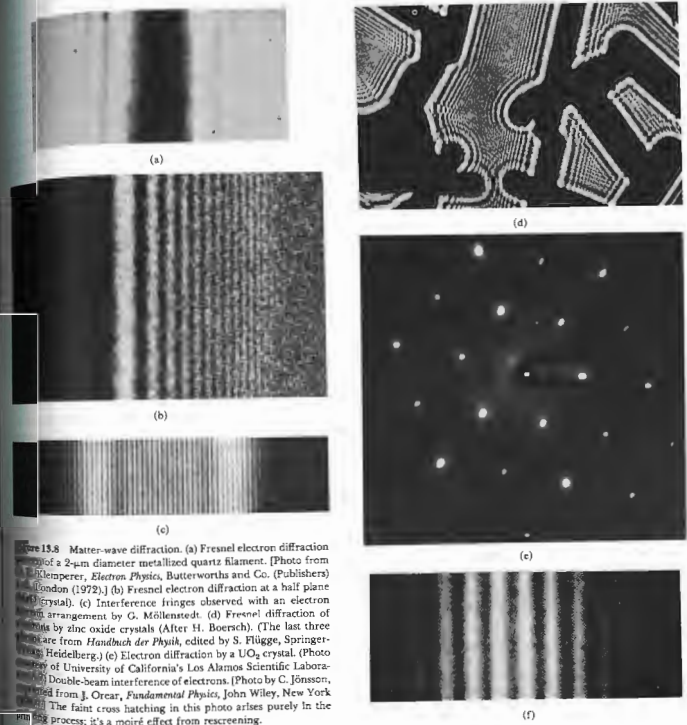 (a)
(b)
(c)
(d)
(e)
(f)
13.8 Matter-wave diffraction. (a) Fresnel electron diffraction
of a 2-μm diameter metallized quartz filament. [Photo from
Klemperer, Electron Physics, Butterworths and Co. (Publishers)
London (1972).] (b) Fresnel electron diffraction at a half plane
crystal). (c) Interference fringes observed with an electron
arrangement by G. Möllenstedt. (d) Fresnel diffraction of
by zinc oxide crystals (After H. Boersch). (The last three
are from Handbuch der Physik, edited by S. Flügge, Springer-
Heidelberg.) (e) Electron diffraction by a UO₂ crystal. (Photo
of University of California's Los Alamos Scientific Labora-
Double-beam interference of electrons. [Photo by C. Jönsson,
from J. Orear, Fundamental Physics, John Wiley, New York
The faint cross hatching in this photo arises purely in the
process; it's a moiré effect from rescreening.